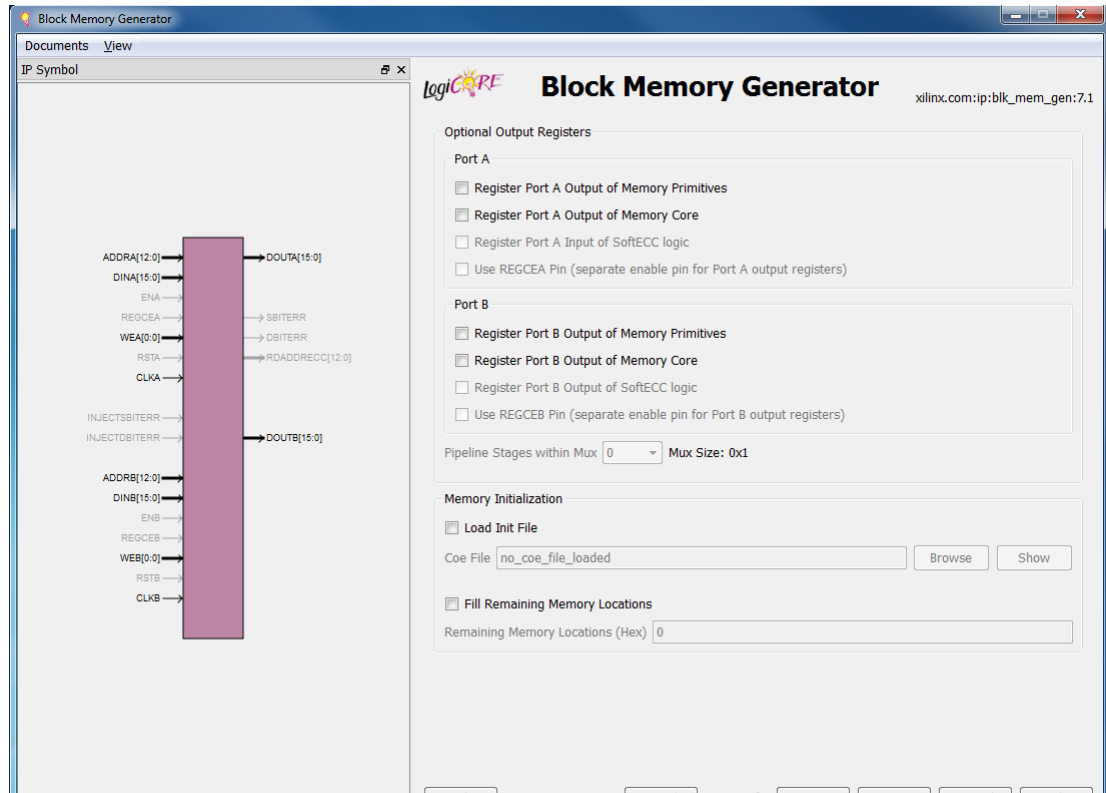 Block Memory Generator
Documents View
IP Symbol
ADDRA[12:0]
DOUTA[15:0]
DINA[15:0]
ENA
REGCEA
SBITERR
WEA[0:0]
DBITERR
RSTA
RDADDRECC[12:0]
CLKA
INJECTSBITERR
INJECTDBITERR
DOUTB[15:0]
ADDRB[12:0]
DINB[15:0]
ENB
REGCEB
WEB[0:0]
RSTB
CLKB
LogiCORE
Block Memory Generator
xilinx.com:ip:blk_mem_gen:7.1
Optional Output Registers
Port A
Register Port A Output of Memory Primitives
Register Port A Output of Memory Core
Register Port A Input of SoftECC logic
Use REGCEA Pin (separate enable pin for Port A output registers)
Port B
Register Port B Output of Memory Primitives
Register Port B Output of Memory Core
Register Port B Output of SoftECC logic
Use REGCEB Pin (separate enable pin for Port B output registers)
Pipeline Stages within Mux 0 Mux Size: 0x1
Memory Initialization
Load Init File
Coe File no_coe_file_loaded Browse Show
Fill Remaining Memory Locations
Remaining Memory Locations (Hex) 0